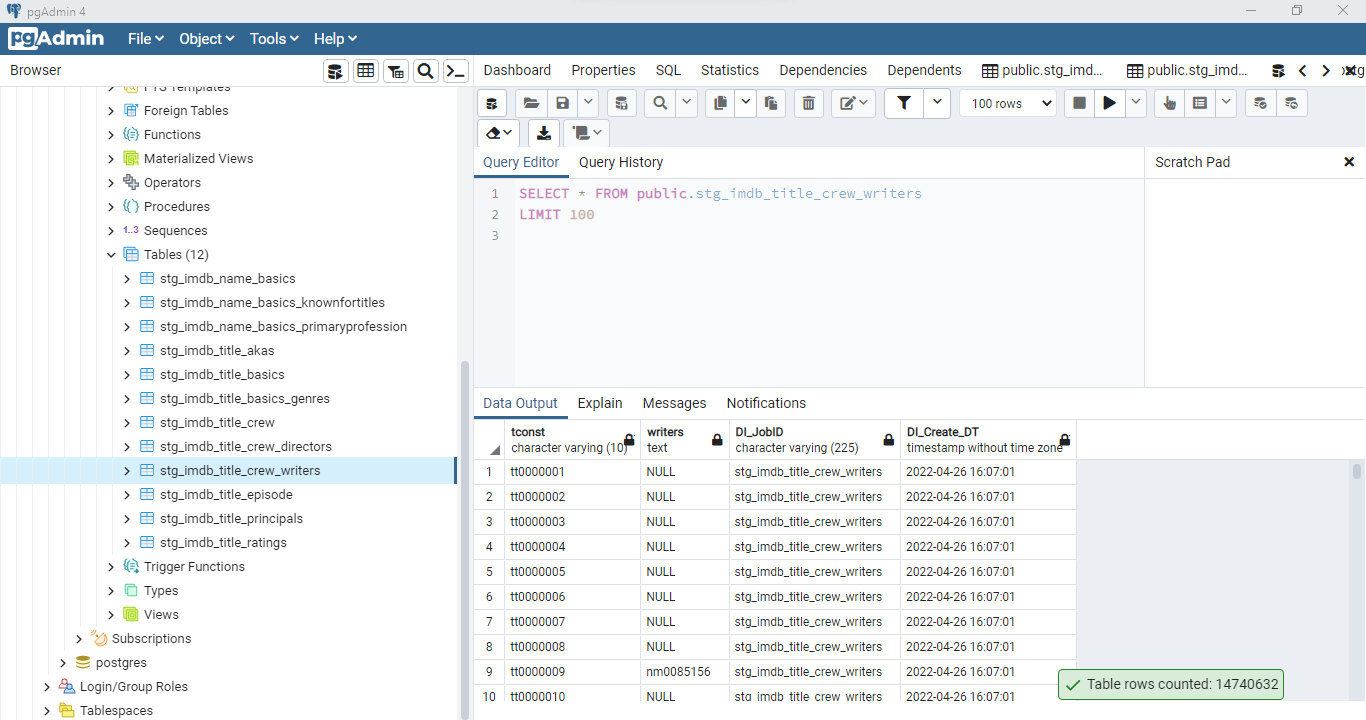 pgAdmin 4
pgAdmin File Object Tools Help
Browser
Dashboard Properties SQL Statistics Dependencies Dependents public.stg_imd... public.stg_imd...
FTS Templates
Foreign Tables
Functions
Materialized Views
Operators
Procedures
1..3 Sequences
Tables (12)
stg_imdb_name_basics
stg_imdb_name_basics_knownfortitles
stg_imdb_name_basics_primaryprofession
stg_imdb_title_akas
stg_imdb_title_basics
stg_imdb_title_basics_genres
stg_imdb_title_crew
stg_imdb_title_crew_directors
stg_imdb_title_crew_writers
stg_imdb_title_episode
stg_imdb_title_principals
stg_imdb_title_ratings
Trigger Functions
Types
Views
Subscriptions
postgres
Login/Group Roles
Tablespaces
100 rows
Query Editor Query History
Scratch Pad
1 SELECT * FROM public.stg_imdb_title_crew_writers
2 LIMIT 100
3
Data Output Explain Messages Notifications
tconst writers DI_JobID DI_Create_DT
character varying (10) text character varying (225) timestamp without time zone
1 tt0000001 NULL stg_imdb_title_crew_writers 2022-04-26 16:07:01
2 tt0000002 NULL stg_imdb_title_crew_writers 2022-04-26 16:07:01
3 tt0000003 NULL stg_imdb_title_crew_writers 2022-04-26 16:07:01
4 tt0000004 NULL stg_imdb_title_crew_writers 2022-04-26 16:07:01
5 tt0000005 NULL stg_imdb_title_crew_writers 2022-04-26 16:07:01
6 tt0000006 NULL stg_imdb_title_crew_writers 2022-04-26 16:07:01
7 tt0000007 NULL stg_imdb_title_crew_writers 2022-04-26 16:07:01
8 tt0000008 NULL stg_imdb_title_crew_writers 2022-04-26 16:07:01
9 tt0000009 nm0085156 stg_imdb_title_crew_writers 2022-04-26 16:07:01
10 tt0000010 NULL stg_imdb_title_crew_writers 2022-04-26 16:07:01
Table rows counted: 14740632